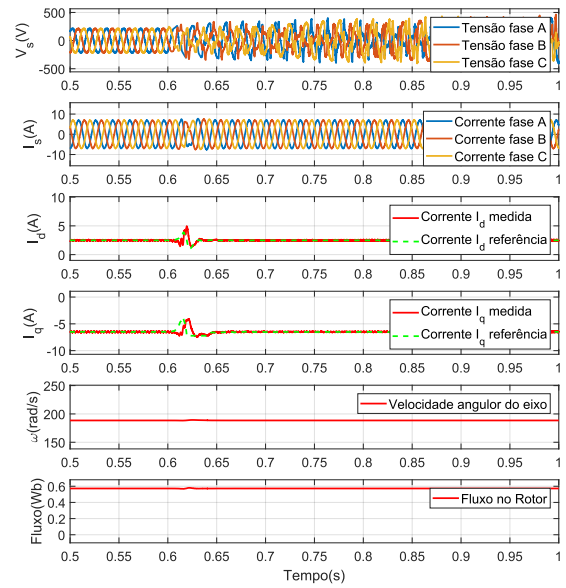 V_s(V)
500
0
-500
Tensão fase A
Tensão fase B
Tensão fase C
0.5 0.55 0.6 0.65 0.7 0.75 0.8 0.85 0.9 0.95 1
I_s(A)
10
0
-10
Corrente fase A
Corrente fase B
Corrente fase C
0.5 0.55 0.6 0.65 0.7 0.75 0.8 0.85 0.9 0.95 1
I_d(A)
10
5
0
Corrente I_d medida
Corrente I_d referência
0.5 0.55 0.6 0.65 0.7 0.75 0.8 0.85 0.9 0.95 1
I_q(A)
0
-5
-10
Corrente I_q medida
Corrente I_q referência
0.5 0.55 0.6 0.65 0.7 0.75 0.8 0.85 0.9 0.95 1
ω(rad/s)
250
200
150
Velocidade angulor do eixo
0.5 0.55 0.6 0.65 0.7 0.75 0.8 0.85 0.9 0.95 1
Fluxo(Wb)
0.6
0.4
0.2
0
Fluxo no Rotor
0.5 0.55 0.6 0.65 0.7 0.75 0.8 0.85 0.9 0.95 1
Tempo(s)